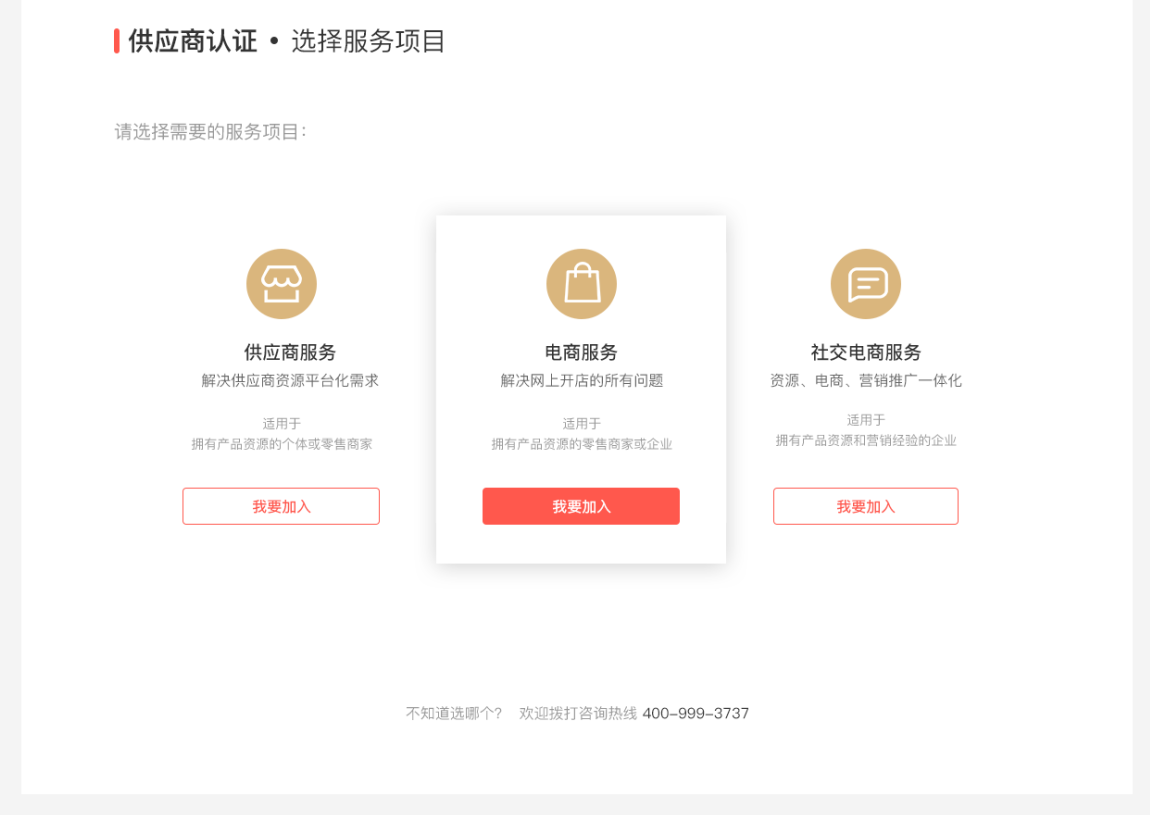 供应商认证 • 选择服务项目
请选择需要的服务项目：
供应商服务
解决供应商资源平台化需求
适用于
拥有产品资源的个体或零售商家
我要加入
电商服务
解决网上开店的所有问题
适用于
拥有产品资源的零售商家或企业
我要加入
社交电商服务
资源、电商、营销推广一体化
适用于
拥有产品资源和营销经验的企业
我要加入
不知道选哪个？ 欢迎拨打咨询热线 400-999-3737